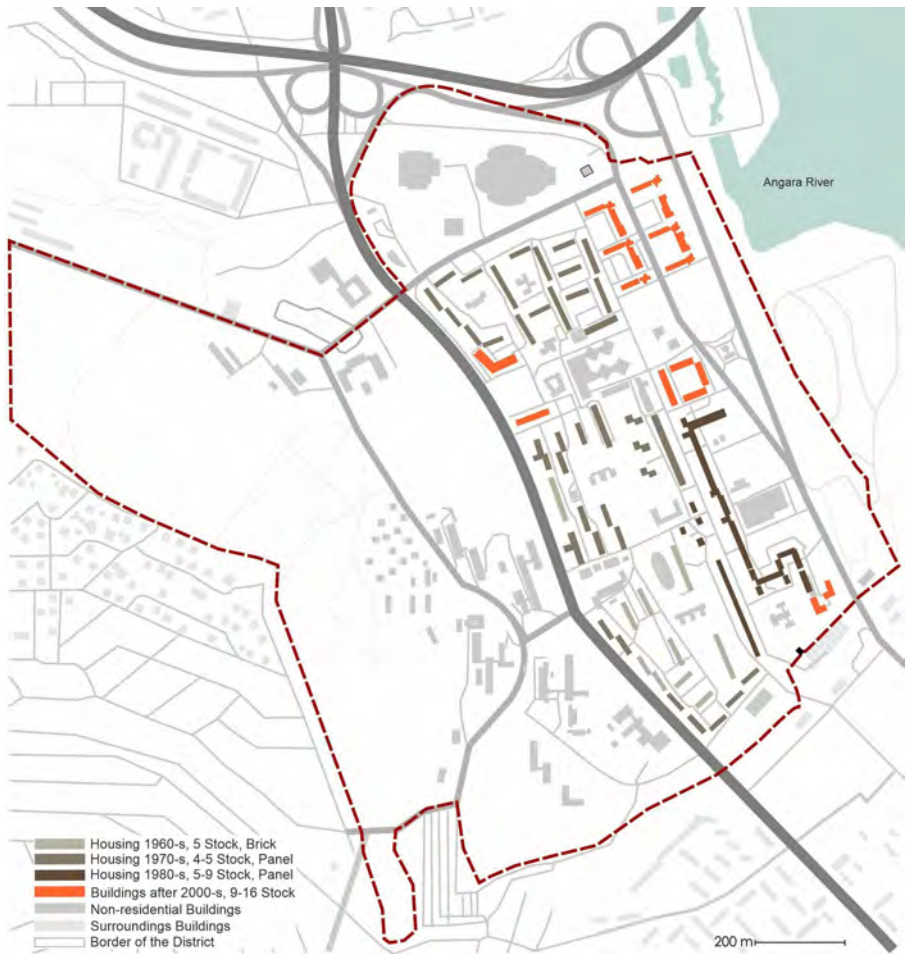 Angara River
Housing 1960-s, 5 Stock, Brick
Housing 1970-s, 4-5 Stock, Panel
Housing 1980-s, 5-9 Stock, Panel
Buildings after 2000-s, 9-16 Stock
Non-residential Buildings
Surroundings Buildings
Border of the District
200 m